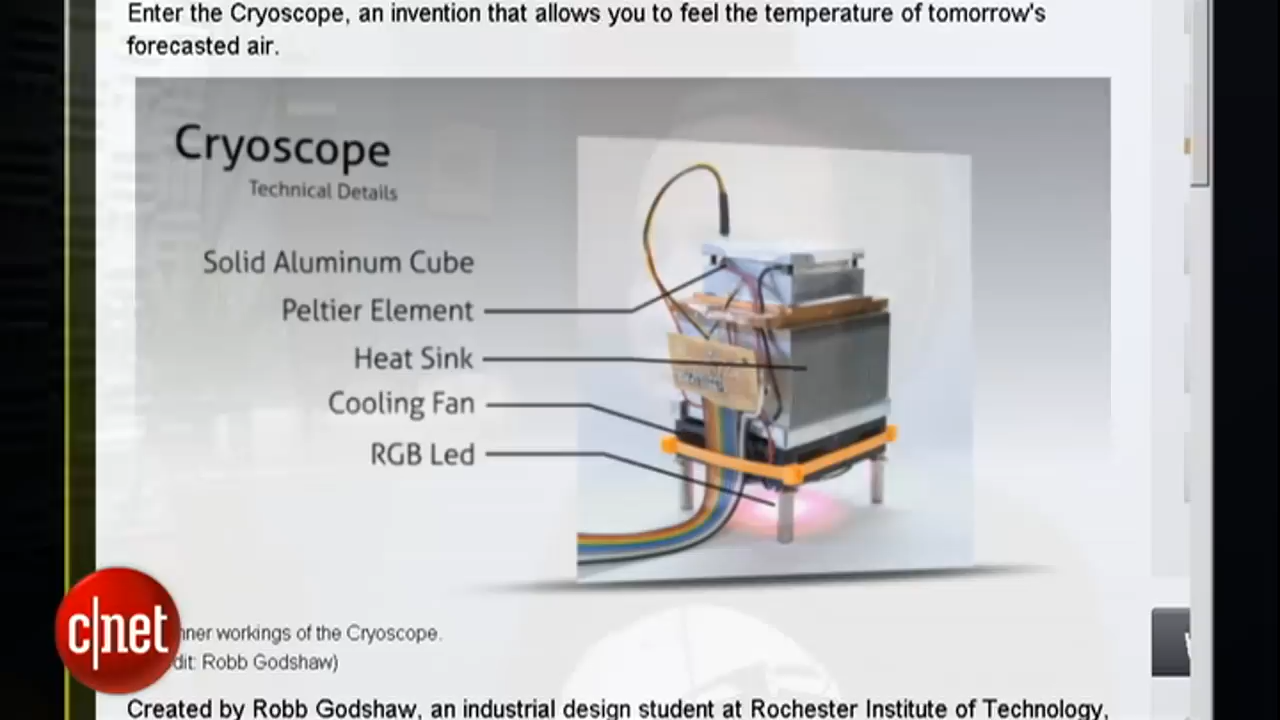 Enter the Cryoscope, an invention that allows you to feel the temperature of tomorrow's
forecasted air.
Cryoscope
Technical Details
Solid Aluminum Cube
Peltier Element
Heat Sink
Cooling Fan
RGB Led
c|net
workings of the Cryoscope.
Robb Godshaw)
Created by Robb Godshaw, an industrial design student at Rochester Institute of Technology,